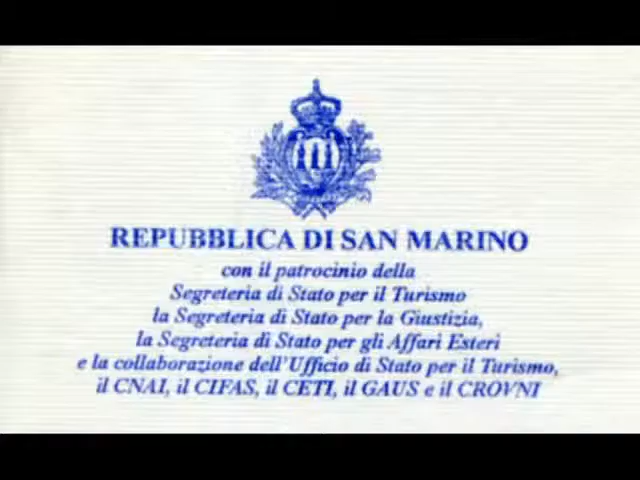 REPUBBLICA DI SAN MARINO
con il patrocinio della
Segreteria di Stato per il Turismo
la Segreteria di Stato per la Giustizia,
la Segreteria di Stato per gli Affari Esteri
e la collaborazione dell'Ufficio di Stato per il Turismo,
il CNAI, il CIFAS, il CETI, il GAUS e il CROVNI